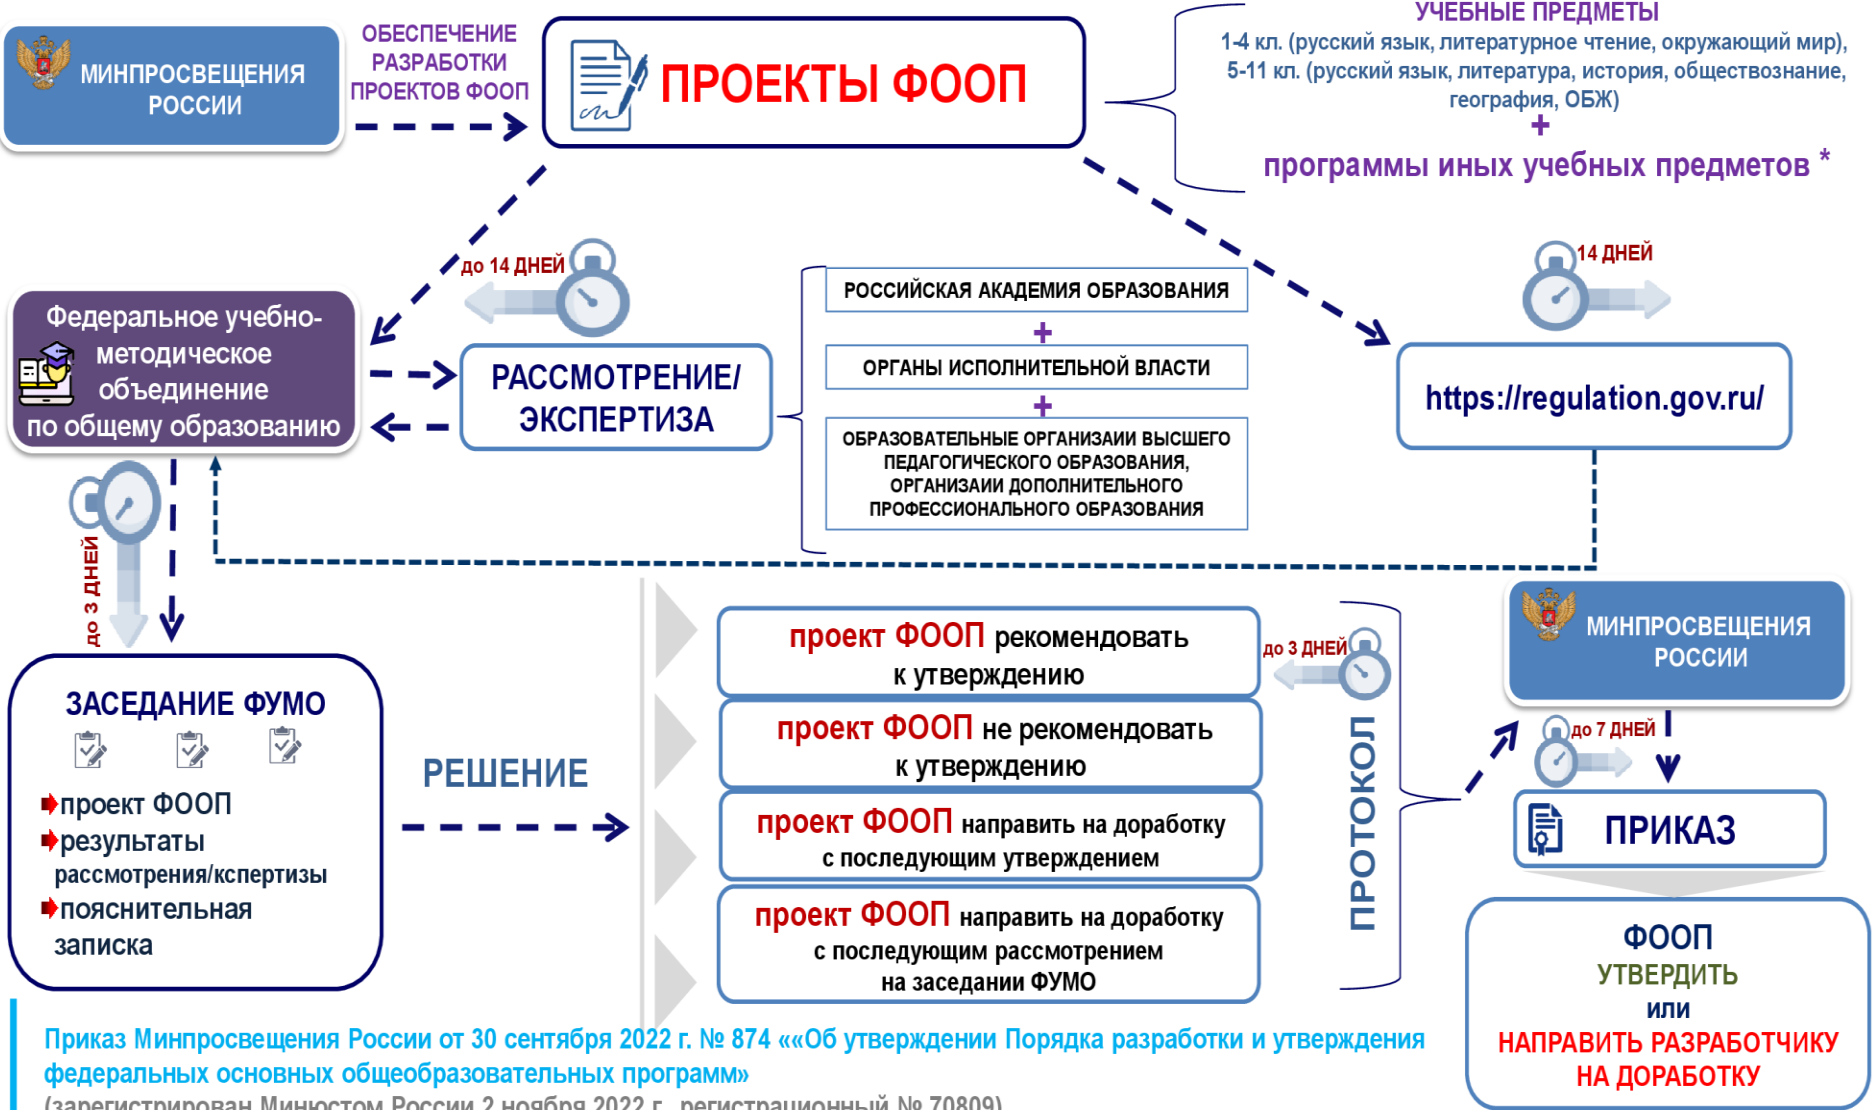 МИНПРОСВЕЩЕНИЯ
РОССИИ
ОБЕСПЕЧЕНИЕ
РАЗРАБОТКИ
ПРОЕКТОВ ФООП
ПРОЕКТЫ ФООП
УЧЕБНЫЕ ПРЕДМЕТЫ
1-4 кл. (русский язык, литературное чтение, окружающий мир),
5-11 кл. (русский язык, литература, история, обществознание,
география, ОБЖ)
+
программы иных учебных предметов *
до 14 ДНЕЙ
14 ДНЕЙ
Федеральное учебно-
методическое
объединение
по общему образованию
РАССМОТРЕНИЕ/
ЭКСПЕРТИЗА
РОССИЙСКАЯ АКАДЕМИЯ ОБРАЗОВАНИЯ
+
ОРГАНЫ ИСПОЛНИТЕЛЬНОЙ ВЛАСТИ
+
ОБРАЗОВАТЕЛЬНЫЕ ОРГАНИЗАИИ ВЫСШЕГО
ПЕДАГОГИЧЕСКОГО ОБРАЗОВАНИЯ,
ОРГАНИЗАИИ ДОПОЛНИТЕЛЬНОГО
ПРОФЕССИОНАЛЬНОГО ОБРАЗОВАНИЯ
https://regulation.gov.ru/
до 3 ДНЕЙ
ЗАСЕДАНИЕ ФУМО
проект ФООП
результаты
рассмотрения/кспертизы
пояснительная
записка
РЕШЕНИЕ
проект ФООП рекомендовать
к утверждению
проект ФООП не рекомендовать
к утверждению
проект ФООП направить на доработку
с последующим утверждением
проект ФООП направить на доработку
с последующим рассмотрением
на заседании ФУМО
до 3 ДНЕЙ
ПРОТОКОЛ
МИНПРОСВЕЩЕНИЯ
РОССИИ
до 7 ДНЕЙ
ПРИКАЗ
ФООП
УТВЕРДИТЬ
или
НАПРАВИТЬ РАЗРАБОТЧИКУ
НА ДОРАБОТКУ
Приказ Минпросвещения России от 30 сентября 2022 г. № 874 ««Об утверждении Порядка разработки и утверждения
федеральных основных общеобразовательных программ»
(зарегистрирован Минюстом России 2 ноября 2022 г., регистрационный № 70809)